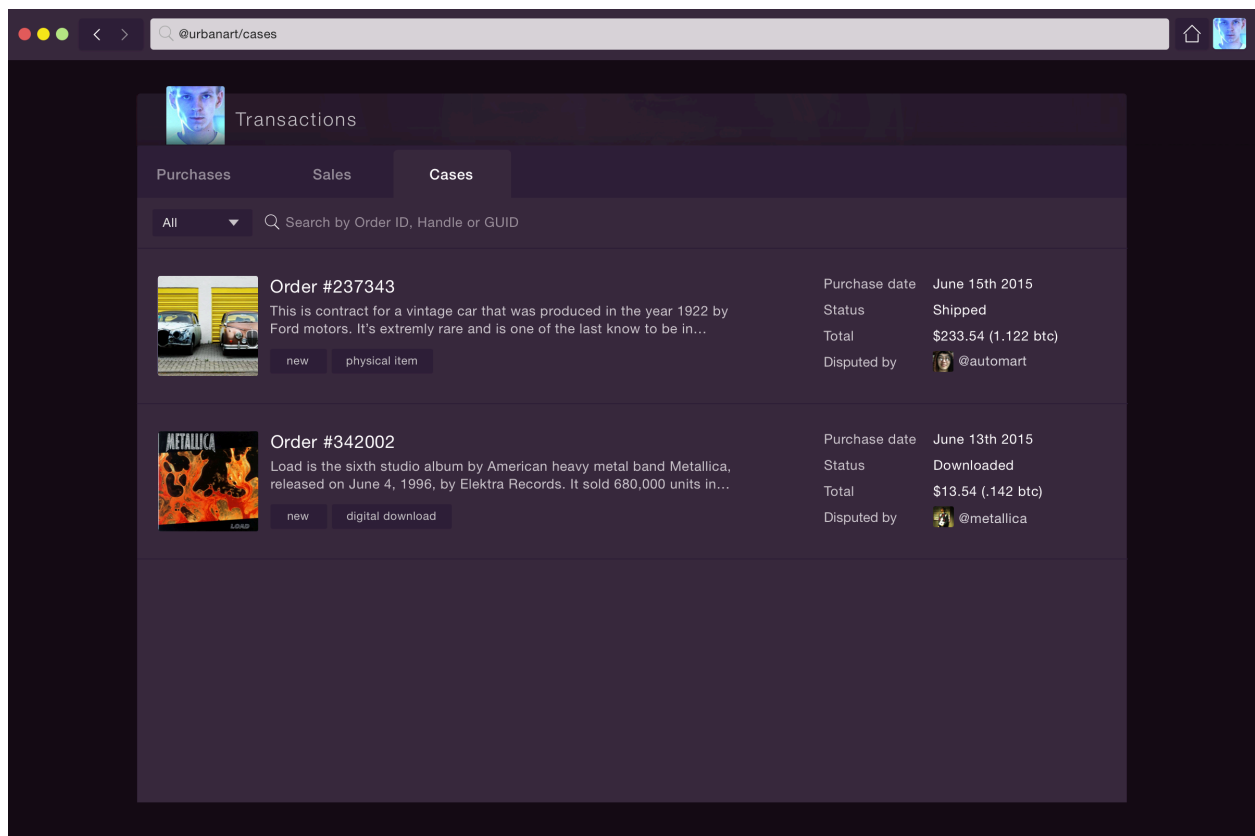 @urbanart/cases
Transactions
Purchases
Sales
Cases
All
Search by Order ID, Handle or GUID
Order #237343
This is contract for a vintage car that was produced in the year 1922 by
Ford motors. It's extremly rare and is one of the last know to be in...
new
physical item
Purchase date June 15th 2015
Status Shipped
Total $233.54 (1.122 btc)
Disputed by @automart
METALLICA
LOAD
Order #342002
Load is the sixth studio album by American heavy metal band Metallica,
released on June 4, 1996, by Elektra Records. It sold 680,000 units in...
new
digital download
Purchase date June 13th 2015
Status Downloaded
Total $13.54 (.142 btc)
Disputed by @metallica